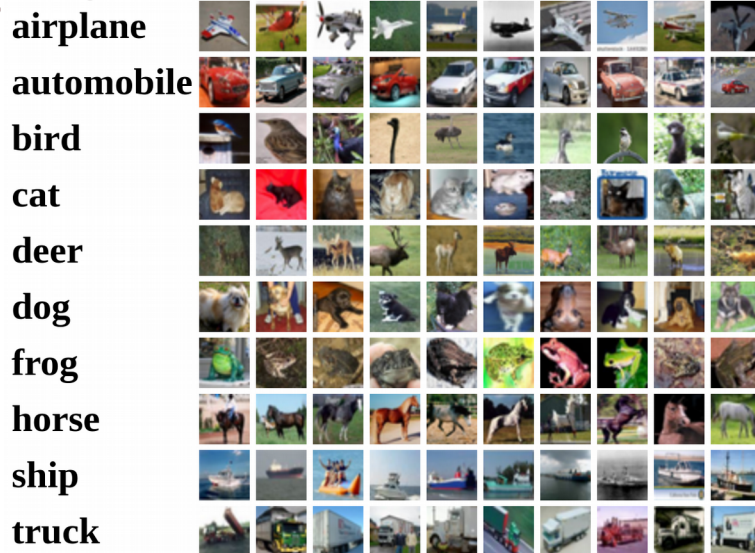 airplane
automobile
bird
cat
deer
dog
frog
horse
ship
truck